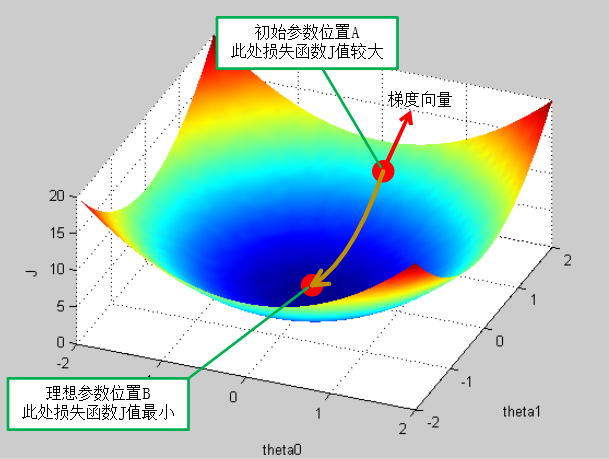 初始参数位置A
此处损失函数J值较大
梯度向量
20
15
10
5
0
J
-2
-1
0
1
2
theta0
-2
-1
0
1
2
theta1
理想参数位置B
此处损失函数J值最小